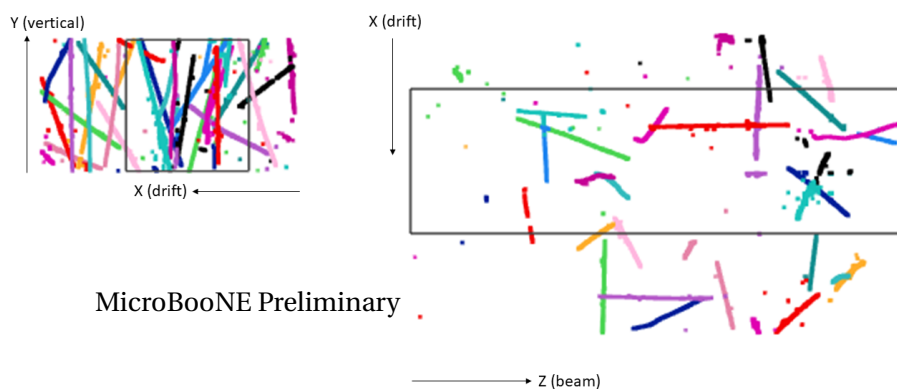 Y (vertical)
X (drift)
X (drift)
MicroBooNE Preliminary
Z (beam)